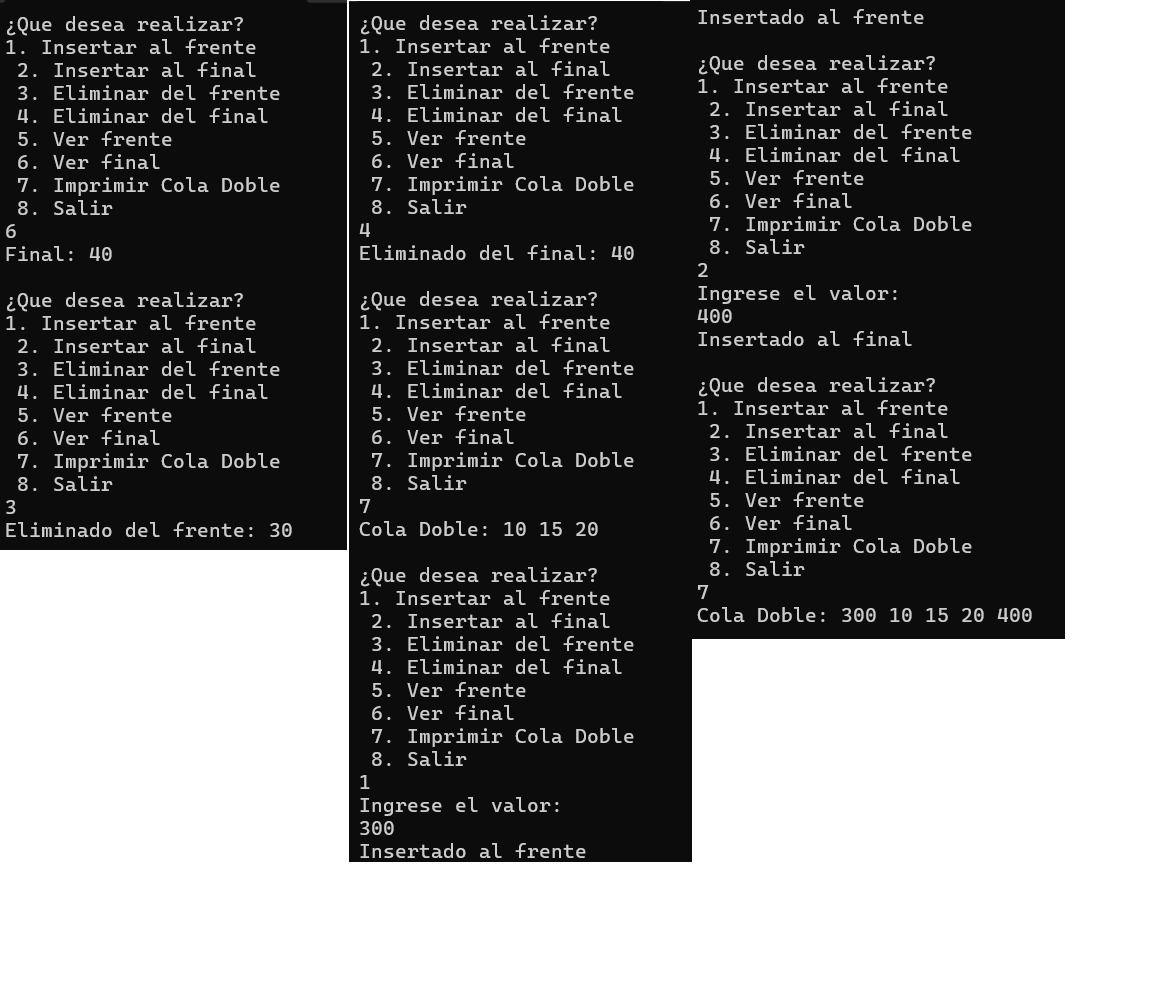 ¿Que desea realizar?
1. Insertar al frente
2. Insertar al final
3. Eliminar del frente
4. Eliminar del final
5. Ver frente
6. Ver final
7. Imprimir Cola Doble
8. Salir
6
Final: 40
¿Que desea realizar?
1. Insertar al frente
2. Insertar al final
3. Eliminar del frente
4. Eliminar del final
5. Ver frente
6. Ver final
7. Imprimir Cola Doble
8. Salir
3
Eliminado del frente: 30
¿Que desea realizar?
1. Insertar al frente
2. Insertar al final
3. Eliminar del frente
4. Eliminar del final
5. Ver frente
6. Ver final
7. Imprimir Cola Doble
8. Salir
4
Eliminado del final: 40
¿Que desea realizar?
1. Insertar al frente
2. Insertar al final
3. Eliminar del frente
4. Eliminar del final
5. Ver frente
6. Ver final
7. Imprimir Cola Doble
8. Salir
7
Cola Doble: 10 15 20
¿Que desea realizar?
1. Insertar al frente
2. Insertar al final
3. Eliminar del frente
4. Eliminar del final
5. Ver frente
6. Ver final
7. Imprimir Cola Doble
8. Salir
1
Ingrese el valor:
300
Insertado al frente
Insertado al frente
¿Que desea realizar?
1. Insertar al frente
2. Insertar al final
3. Eliminar del frente
4. Eliminar del final
5. Ver frente
6. Ver final
7. Imprimir Cola Doble
8. Salir
2
Ingrese el valor:
400
Insertado al final
¿Que desea realizar?
1. Insertar al frente
2. Insertar al final
3. Eliminar del frente
4. Eliminar del final
5. Ver frente
6. Ver final
7. Imprimir Cola Doble
8. Salir
7
Cola Doble: 300 10 15 20 400